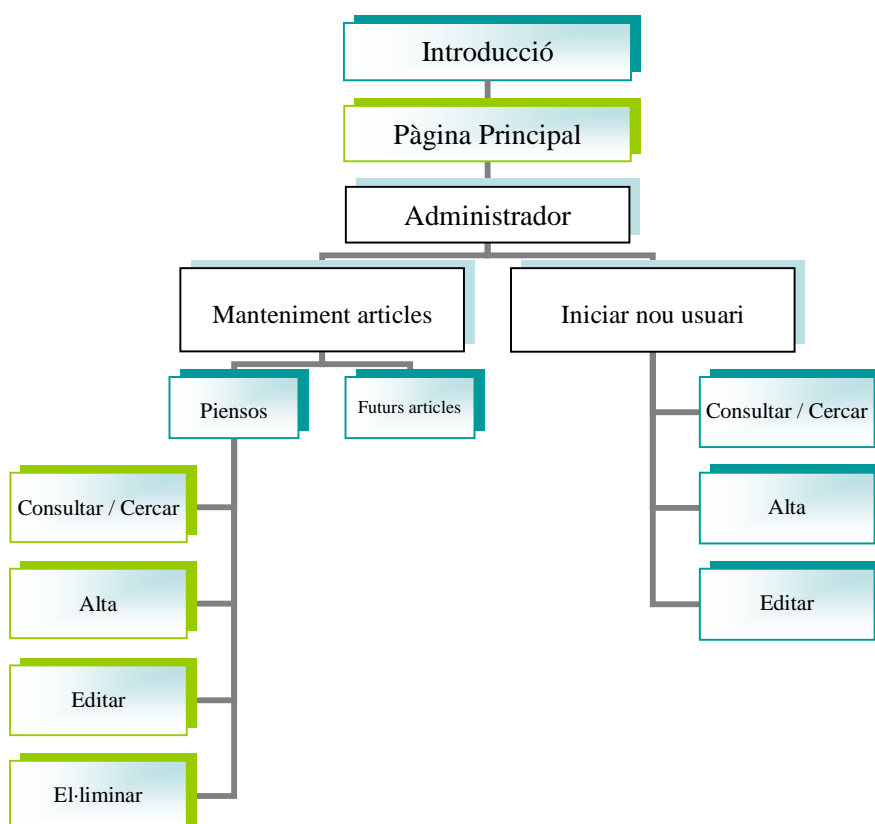 Introducció
Pàgina Principal
Administrador
Manteniment articles
Iniciar nou usuari
Piensos
Futurs articles
Consultar / Cercar
Consultar / Cercar
Alta
Alta
Editar
Editar
El·liminar